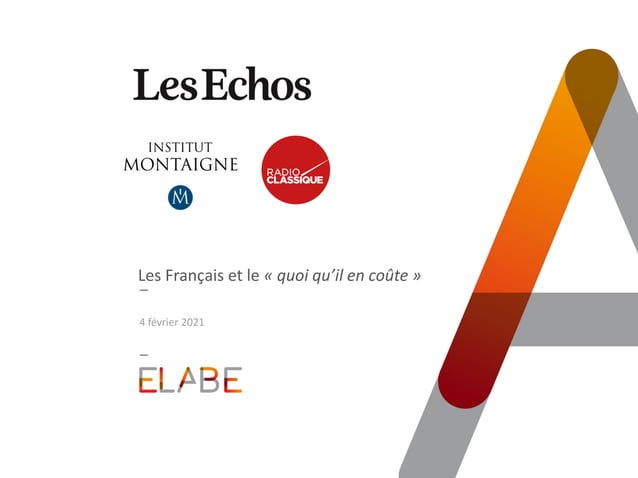 Les Echos
INSTITUT
MONTAIGNE
M
RADIO
CLASSIQUE
Les Français et le « quoi qu’il en coûte »
4 février 2021
ELABE